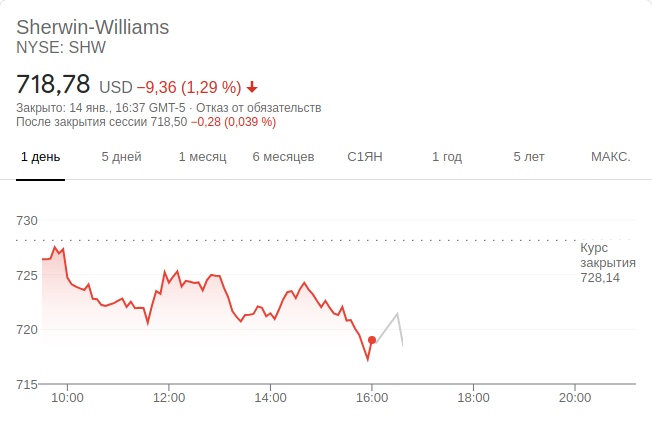 Sherwin-Williams
NYSE: SHW
718,78 USD −9,36 (1,29 %)
Закрыто: 14 янв., 16:37 GMT-5 · Отказ от обязательств
После закрытия сессии 718,50 −0,28 (0,039 %)
1 день 5 дней 1 месяц 6 месяцев С1ЯН 1 год 5 лет МАКС.
730
Курс
закрытия
728,14
725
720
715
10:00 12:00 14:00 16:00 18:00 20:00